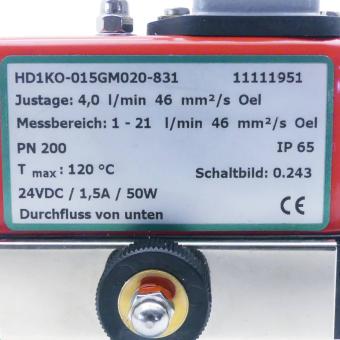 HD1KO-015GM020-831 11111951
Justage: 4,0 l/min 46 mm²/s Oel
Messbereich: 1 - 21 l/min 46 mm²/s Oel
PN 200 IP 65
T max: 120 °C Schaltbild: 0.243
24VDC / 1,5A / 50W
Durchfluss von unten CE